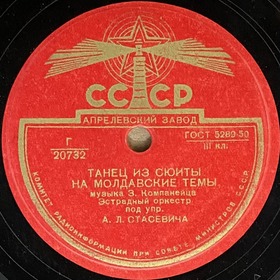 СССР
АПРЕЛЕВСКИЙ ЗАВОД
Г
20732
ГОСТ 5289-50
III кл.
ТАНЕЦ ИЗ СЮИТЫ
НА МОЛДАВСКИЕ ТЕМЫ
музыка З. Компанейца
Эстрадный оркестр
под упр.
А. Л. СТАСЕВИЧА
КОМИТЕТ РАДИОИНФОРМАЦИИ ПРИ СОВЕТЕ МИНИСТРОВ СССР